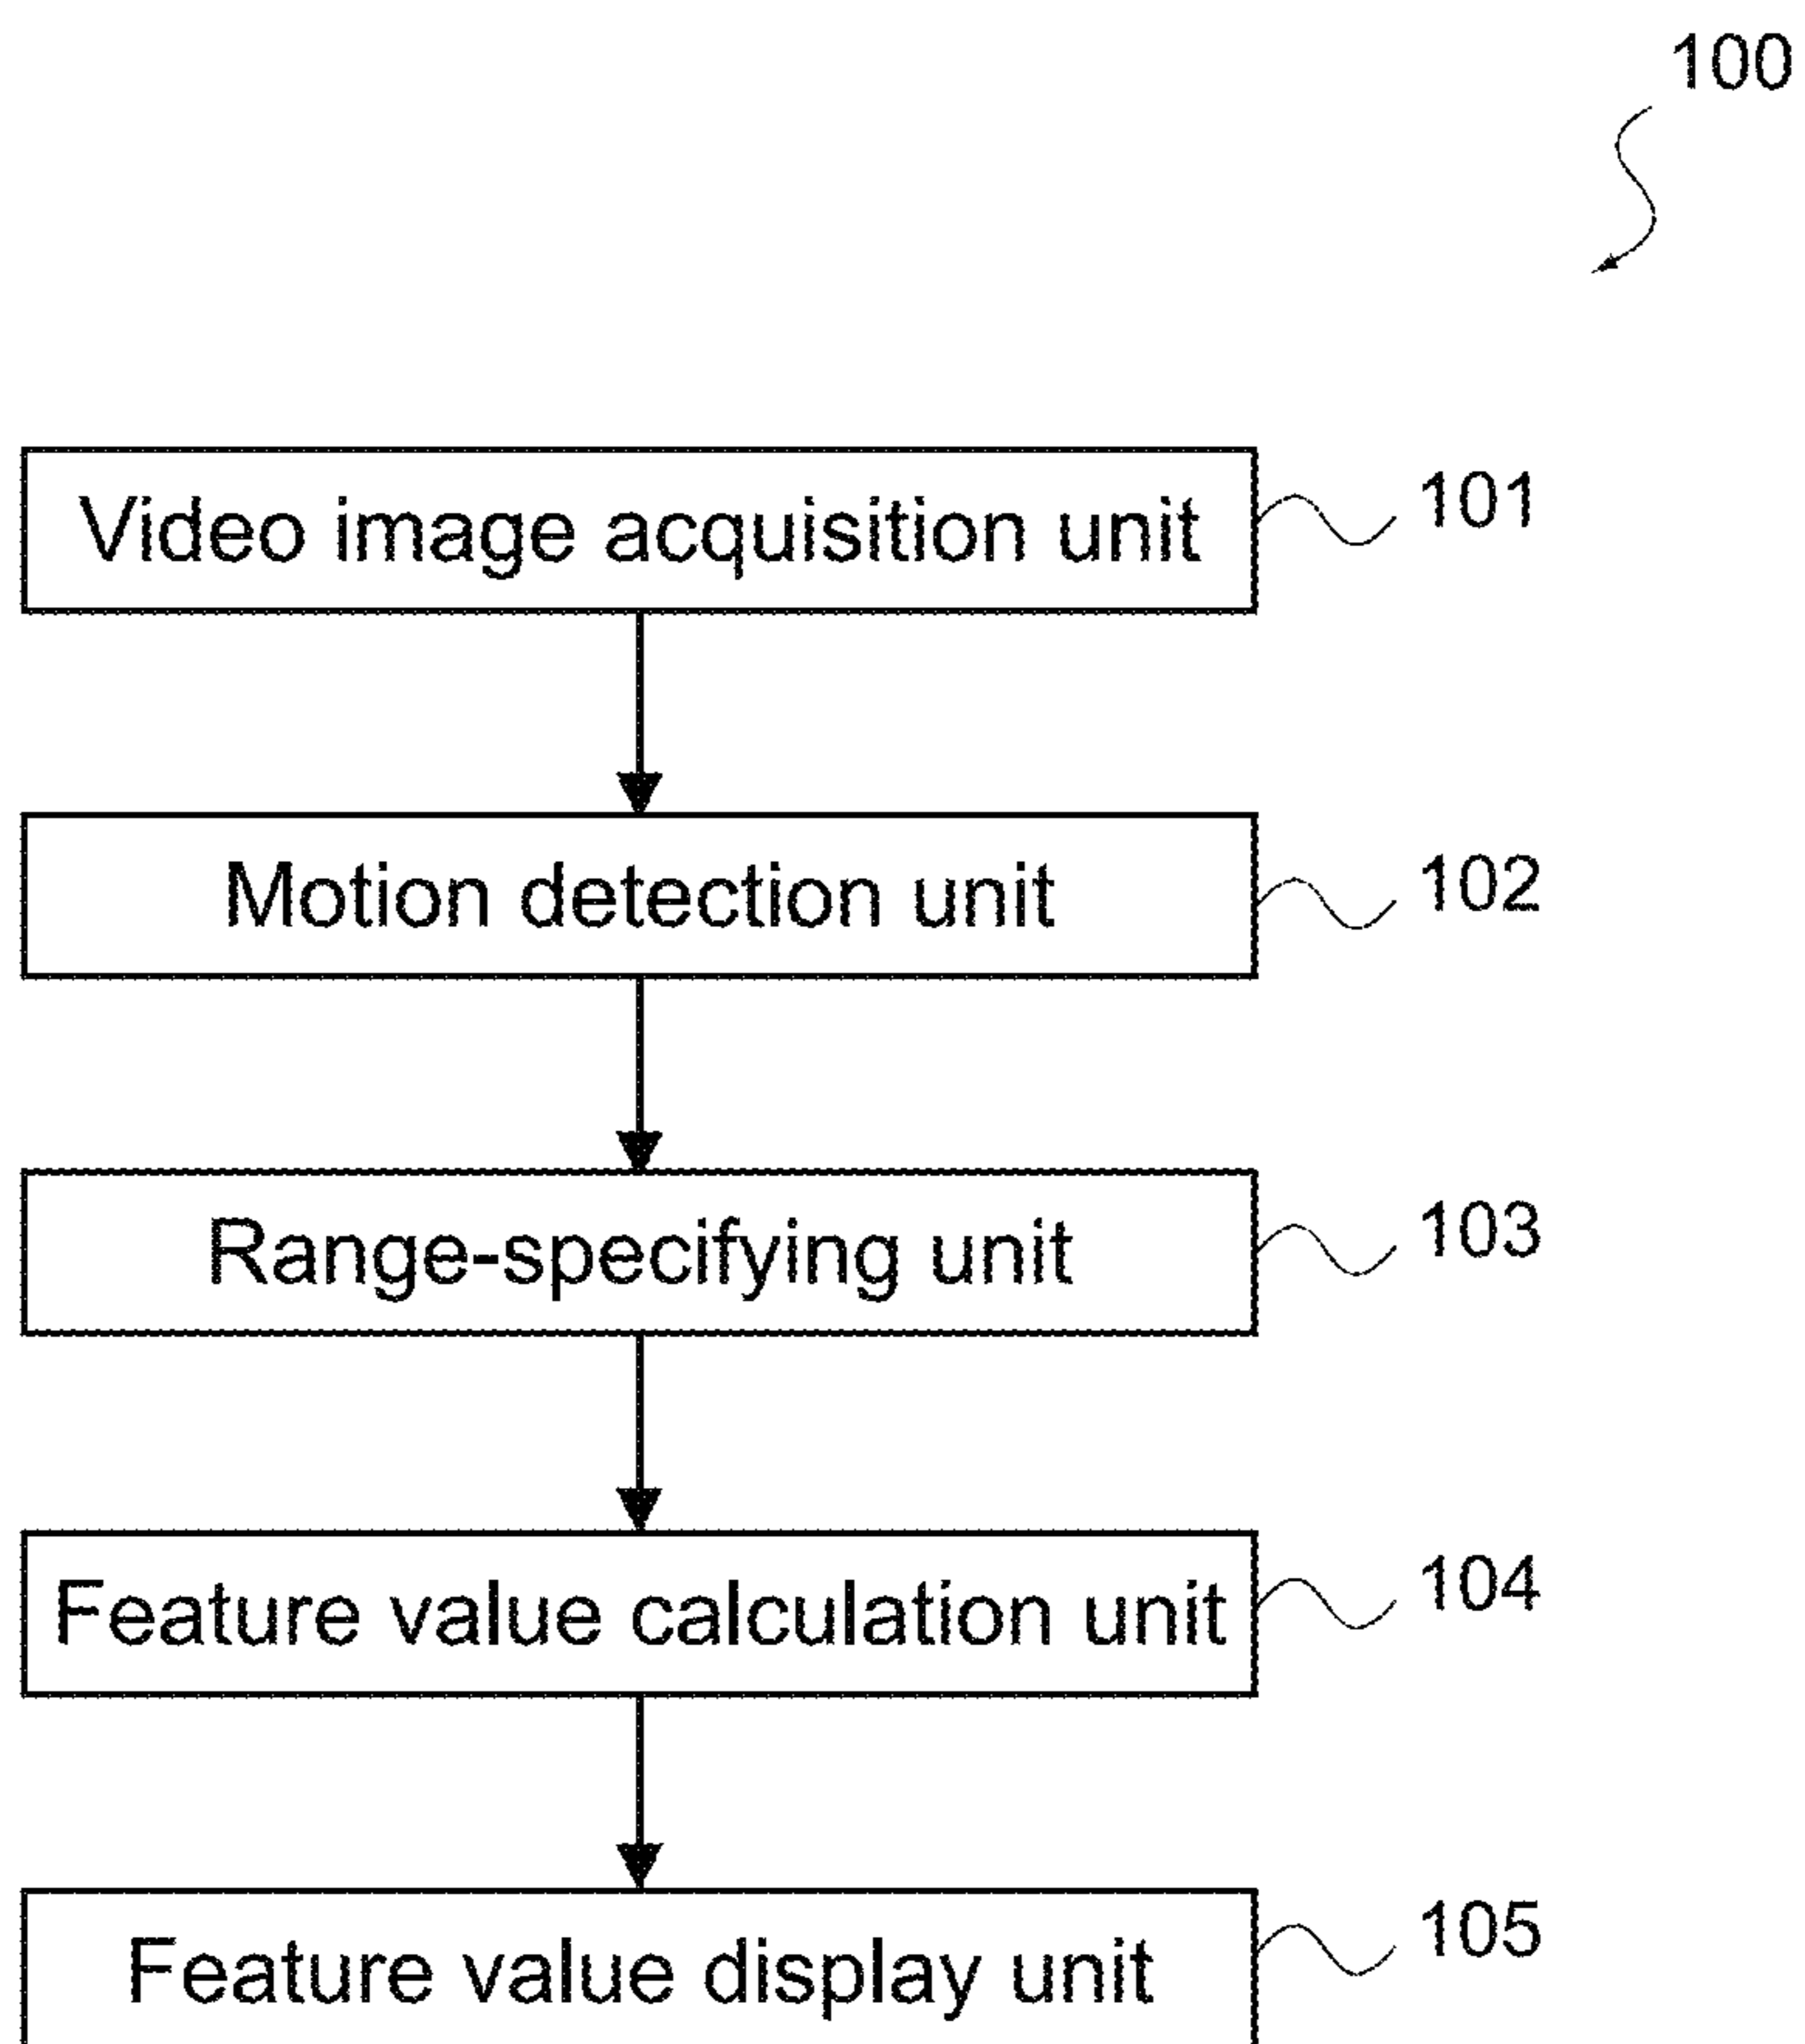 100
Video image acquisition unit 101
Motion detection unit 102
Range-specifying unit 103
Feature value calculation unit 104
Feature value display unit 105